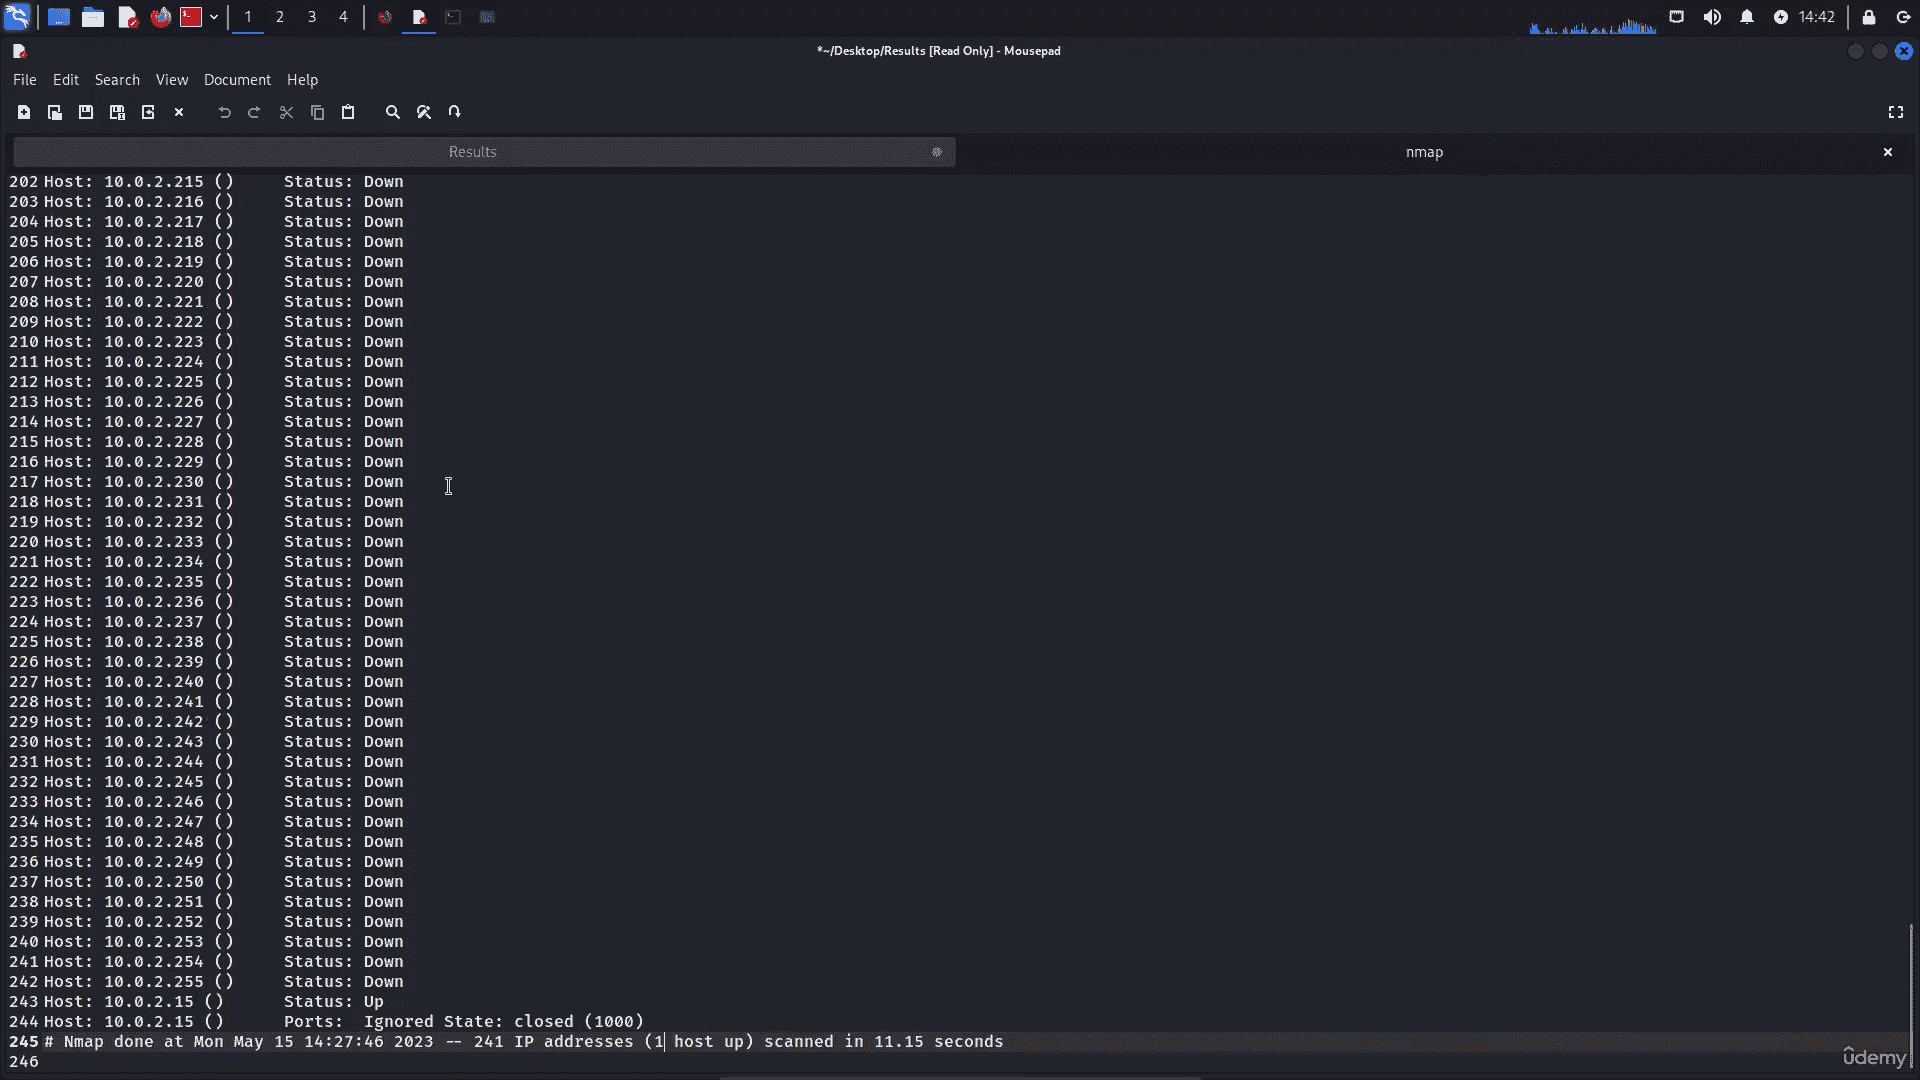 1 2 3 4 14:42
*~/Desktop/Results [Read Only] - Mousepad
File Edit Search View Document Help
Results nmap
202 Host: 10.0.2.215 () Status: Down
203 Host: 10.0.2.216 () Status: Down
204 Host: 10.0.2.217 () Status: Down
205 Host: 10.0.2.218 () Status: Down
206 Host: 10.0.2.219 () Status: Down
207 Host: 10.0.2.220 () Status: Down
208 Host: 10.0.2.221 () Status: Down
209 Host: 10.0.2.222 () Status: Down
210 Host: 10.0.2.223 () Status: Down
211 Host: 10.0.2.224 () Status: Down
212 Host: 10.0.2.225 () Status: Down
213 Host: 10.0.2.226 () Status: Down
214 Host: 10.0.2.227 () Status: Down
215 Host: 10.0.2.228 () Status: Down
216 Host: 10.0.2.229 () Status: Down
217 Host: 10.0.2.230 () Status: Down
218 Host: 10.0.2.231 () Status: Down
219 Host: 10.0.2.232 () Status: Down
220 Host: 10.0.2.233 () Status: Down
221 Host: 10.0.2.234 () Status: Down
222 Host: 10.0.2.235 () Status: Down
223 Host: 10.0.2.236 () Status: Down
224 Host: 10.0.2.237 () Status: Down
225 Host: 10.0.2.238 () Status: Down
226 Host: 10.0.2.239 () Status: Down
227 Host: 10.0.2.240 () Status: Down
228 Host: 10.0.2.241 () Status: Down
229 Host: 10.0.2.242 () Status: Down
230 Host: 10.0.2.243 () Status: Down
231 Host: 10.0.2.244 () Status: Down
232 Host: 10.0.2.245 () Status: Down
233 Host: 10.0.2.246 () Status: Down
234 Host: 10.0.2.247 () Status: Down
235 Host: 10.0.2.248 () Status: Down
236 Host: 10.0.2.249 () Status: Down
237 Host: 10.0.2.250 () Status: Down
238 Host: 10.0.2.251 () Status: Down
239 Host: 10.0.2.252 () Status: Down
240 Host: 10.0.2.253 () Status: Down
241 Host: 10.0.2.254 () Status: Down
242 Host: 10.0.2.255 () Status: Down
243 Host: 10.0.2.15 () Status: Up
244 Host: 10.0.2.15 () Ports: Ignored State: closed (1000)
245 # Nmap done at Mon May 15 14:27:46 2023 -- 241 IP addresses (1 host up) scanned in 11.15 seconds
246
ûdemy